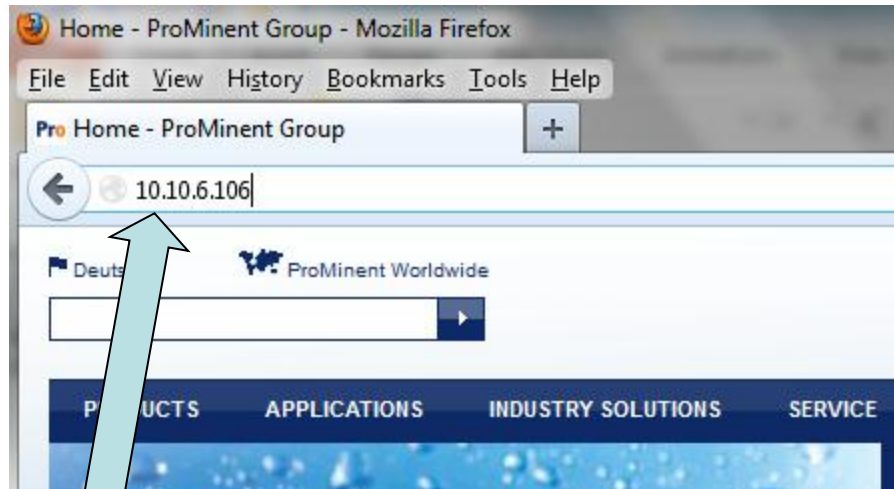 Home - ProMinent Group - Mozilla Firefox
File Edit View History Bookmarks Tools Help
Pro Home - ProMinent Group +
10.10.6.106
ProMinent Worldwide
APPLICATIONS INDUSTRY SOLUTIONS SERVICE